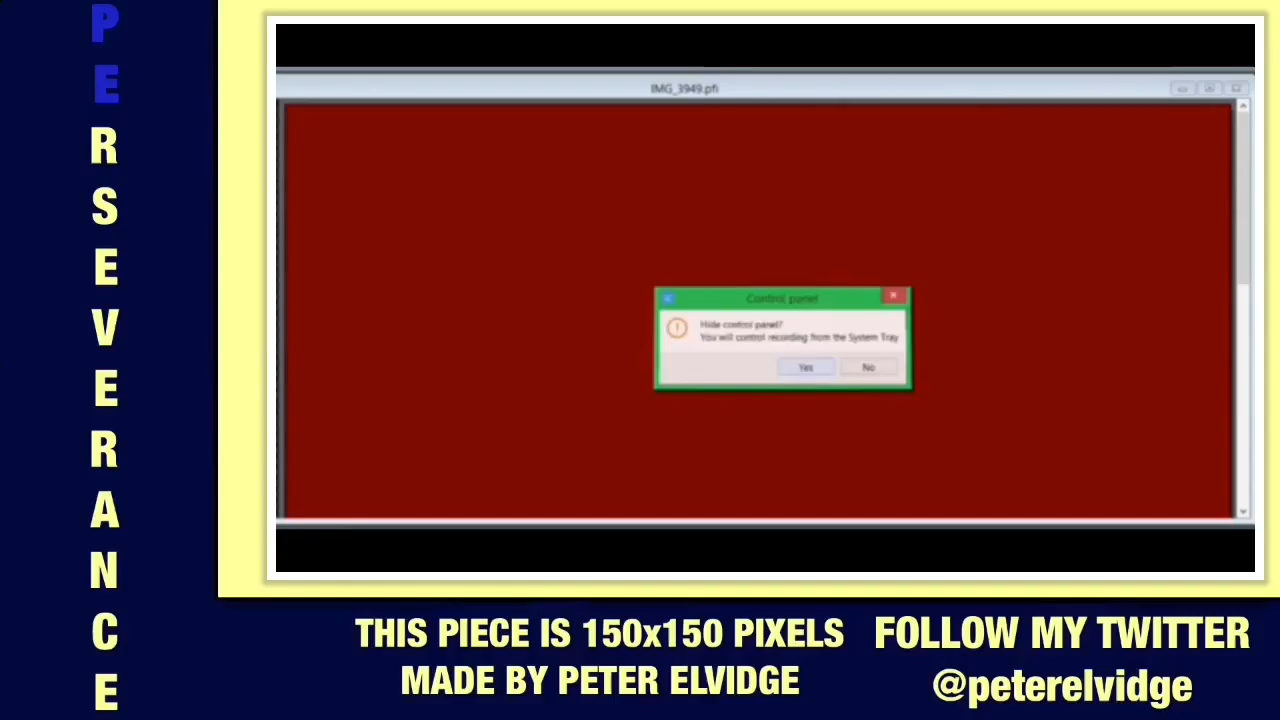 PERSEVERANCE
IMG_3949.pfi
Control panel
Hide control panel?
You will control recording from the System Tray
Yes
No
THIS PIECE IS 150x150 PIXELS
MADE BY PETER ELVIDGE
FOLLOW MY TWITTER
@peterelvidge